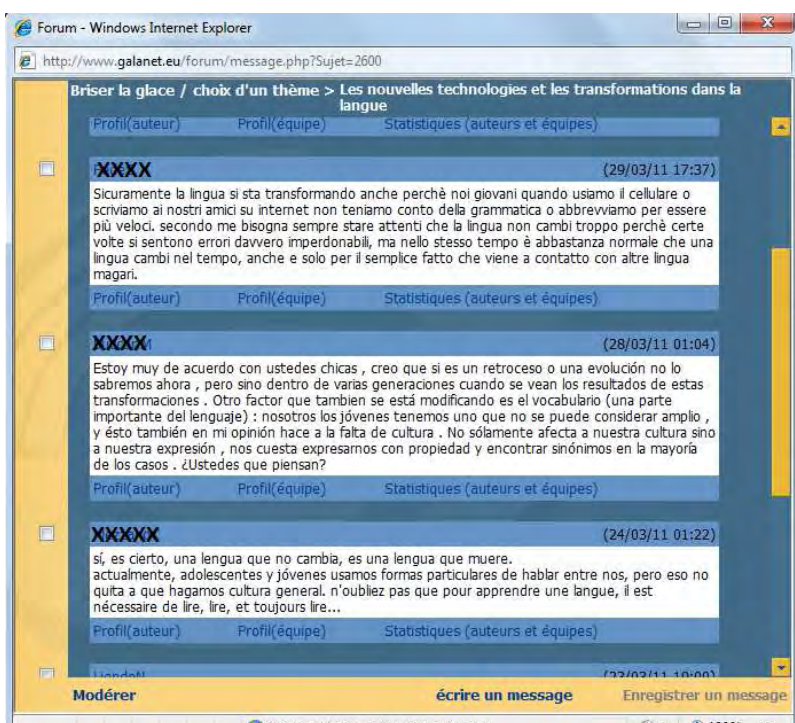 Forum - Windows Internet Explorer
http://www.galanet.eu/forum/message.php?Sujet=2600
Briser la glace / choix d'un thème > Les nouvelles technologies et les transformations dans la
langue
Profil(auteur) Profil(équipe) Statistiques (auteurs et équipes)
XXXX (29/03/11 17:37)
Sicuramente la lingua si sta transformando anche perchè noi giovani quando usiamo il cellulare o
scriviamo ai nostri amici su internet non teniamo conto della grammatica o abbrevviamo per essere
più veloci. secondo me bisogna sempre stare attenti che la lingua non cambi troppo perchè certe
volte si sentono errori davvero imperdonabili, ma nello stesso tempo è abbastanza normale che una
lingua cambi nel tempo, anche e solo per il semplice fatto che viene a contatto con altre lingua
magari.
Profil(auteur) Profil(équipe) Statistiques (auteurs et équipes)
XXXX (28/03/11 01:04)
Estoy muy de acuerdo con ustedes chicas , creo que si es un retroceso o una evolución no lo
sabremos ahora , pero sino dentro de varias generaciones cuando se vean los resultados de estas
transformaciones . Otro factor que tambien se está modificando es el vocabulario (una parte
importante del lenguaje) : nosotros los jóvenes tenemos uno que no se puede considerar amplio ,
y ésto también en mi opinión hace a la falta de cultura . No sólamente afecta a nuestra cultura sino
a nuestra expresión , nos cuesta expresarnos con propiedad y encontrar sinónimos en la mayoría
de los casos . ¿Ustedes que piensan?
Profil(auteur) Profil(équipe) Statistiques (auteurs et équipes)
XXXXX (24/03/11 01:22)
sí, es cierto, una lengua que no cambia, es una lengua que muere.
actualmente, adolescentes y jóvenes usamos formas particulares de hablar entre nos, pero eso no
quita a que hagamos cultura general. n'oubliez pas que pour apprendre une langue, il est
nécessaire de lire, lire, et toujours lire...
Profil(auteur) Profil(équipe) Statistiques (auteurs et équipes)
Modérer écrire un message Enregistrer un message